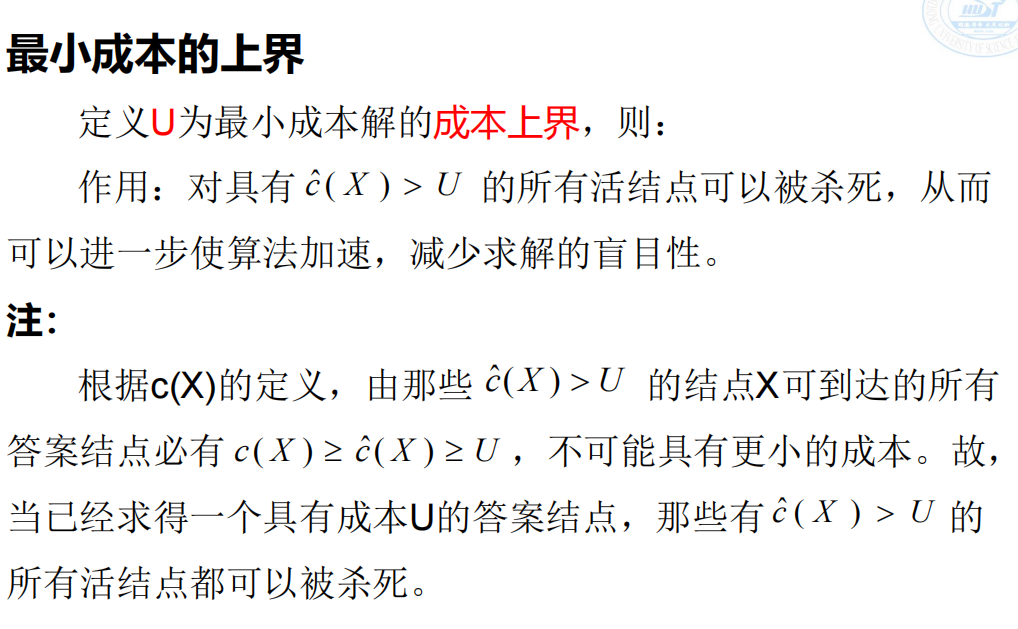 最小成本的上界
定义U为最小成本解的成本上界，则：
作用：对具有 ĉ(X) > U 的所有活结点可以被杀死，从而
可以进一步使算法加速，减少求解的盲目性。
注：
根据c(X)的定义，由那些 ĉ(X) > U 的结点X可到达的所有
答案结点必有 c(X) ≥ ĉ(X) ≥ U ，不可能具有更小的成本。故，
当已经求得一个具有成本U的答案结点，那些有 ĉ(X) > U 的
所有活结点都可以被杀死。